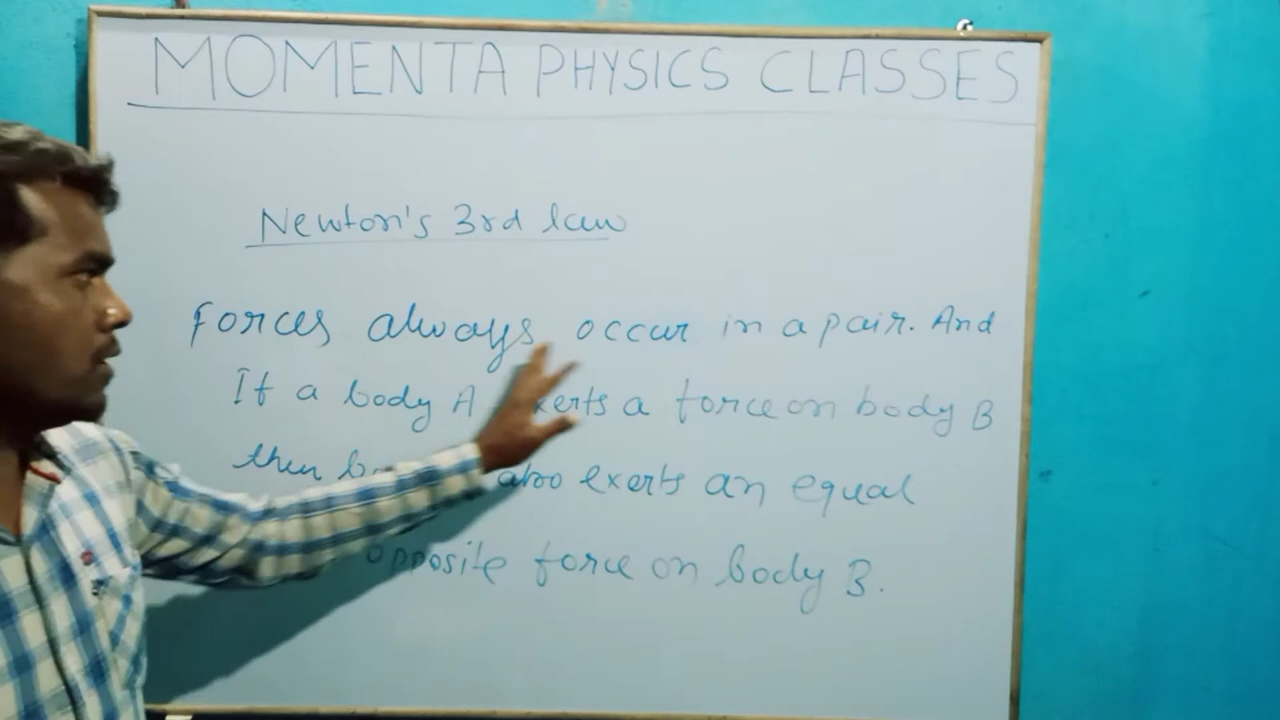 MOMENTA PHYSICS CLASSES
Newton's 3rd law
Forces always occur in a pair. And
If a body A exerts a force on body B
then also exerts an equal
opposite force on body B.